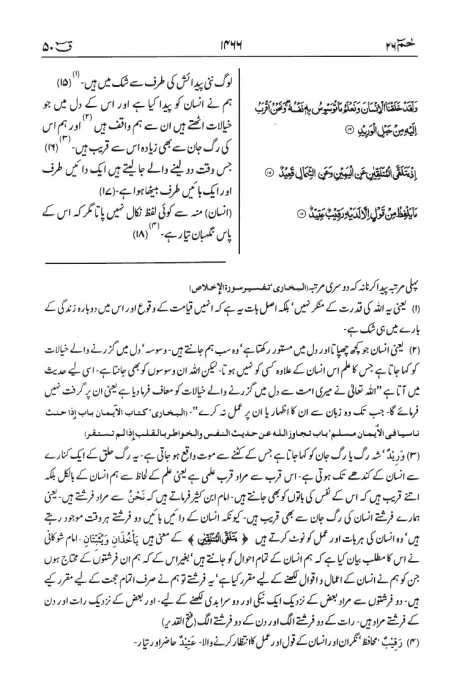 حٰم ٢٦
١٤٦٦
قٓ ٥٠
وَلَقَدْ خَلَقْنَا الْاِنْسَانَ وَنَعْلَمُ مَا تُوَسْوِسُ بِهٖ نَفْسُهٗ وَنَحْنُ اَقْرَبُ
اِلَيْهِ مِنْ حَبْلِ الْوَرِيْدِ ۝١٦
اِذْ يَتَلَقَّى الْمُتَلَقِّيٰنِ عَنِ الْيَمِيْنِ وَعَنِ الشِّمَالِ قَعِيْدٌ ۝١٧
مَا يَلْفِظُ مِنْ قَوْلٍ اِلَّا لَدَيْهِ رَقِيْبٌ عَتِيْدٌ ۝١٨
لوگ نئی پیدائش کی طرف سے شک میں ہیں۔(۱) (۱۵)
ہم نے انسان کو پیدا کیا ہے اور اس کے دل میں جو
خیالات اٹھتے ہیں ان سے ہم واقف ہیں(۲) اور ہم اس
کی رگ جان سے بھی زیادہ اس سے قریب ہیں۔(۳) (۱۶)
جس وقت دو لینے والے جا لیتے ہیں ایک دائیں طرف
اور ایک بائیں طرف بیٹھا ہوا ہے۔ (۱۷)
(انسان) منہ سے کوئی لفظ نکال نہیں پاتا مگر کہ اس کے
پاس نگہبان تیار ہے۔(۴) (۱۸)
پہلی مرتبہ پیدا کرنا نہ کہ دوسری مرتبہ (البخاری، تفسیر سورۃ الإخلاص)
(۱) یعنی یہ اللہ کی قدرت کے منکر نہیں، بلکہ اصل بات یہ ہے کہ انہیں قیامت کے وقوع اور اس میں دوبارہ زندگی کے
بارے میں ہی شک ہے۔
(۲) یعنی انسان جو کچھ چھپاتا اور دل میں مستور رکھتا ہے، وہ سب ہم جانتے ہیں۔ وسوسہ، دل میں گزرنے والے خیالات
کو کہا جاتا ہے جس کا علم اس انسان کے علاوہ کسی کو نہیں ہوتا۔ لیکن اللہ ان وسوسوں کو بھی جانتا ہے۔ اسی لیے حدیث
میں آتا ہے ”اللہ تعالیٰ نے میری امت سے دل میں گزرنے والے خیالات کو معاف فرما دیا ہے یعنی ان پر گرفت نہیں
فرمائے گا۔ جب تک وہ زبان سے ان کا اظہار یا ان پر عمل نہ کرے“۔ (البخاری، کتاب الأیمان باب إذا حنث
ناسیا فی الأیمان مسلم، باب تجاوز الله عن حدیث النفس والخواطر بالقلب إذا لم تستقر)
(۳) وَرِيْدٌ، شہ رگ یا رگ جان کو کہا جاتا ہے جس کے کٹنے سے موت واقع ہو جاتی ہے۔ یہ رگ حلق کے ایک کنارے
سے انسان کے کندھے تک ہوتی ہے۔ اس قرب سے مراد قرب علمی ہے یعنی علم کے لحاظ سے ہم انسان کے بالکل بلکہ
اتنے قریب ہیں کہ اس کے نفس کی باتوں کو بھی جانتے ہیں۔ امام ابن کثیر فرماتے ہیں کہ نَحْنُ سے مراد فرشتے ہیں۔ یعنی
ہمارے فرشتے انسان کی رگ جان سے بھی قریب ہیں۔ کیونکہ انسان کے دائیں بائیں دو فرشتے ہر وقت موجود رہتے
ہیں، وہ انسان کی ہر بات اور عمل کو نوٹ کرتے ہیں ﴿ يَتَلَقَّى الْمُتَلَقِّيٰنِ ﴾ کے معنی ہیں يَأْخُذَانِ وَيُثْبِتَانِ۔ امام شوکانی
نے اس کا مطلب بیان کیا ہے کہ ہم انسان کے تمام احوال کو جانتے ہیں، بغیر اس کے کہ ہم ان فرشتوں کے محتاج ہوں
جن کو ہم نے انسان کے اعمال و اقوال لکھنے کے لیے مقرر کیا ہے، یہ فرشتے تو ہم نے صرف اتمام حجت کے لیے مقرر کیے
ہیں۔ دو فرشتوں سے مراد بعض کے نزدیک ایک نیکی اور دو سرا بدی لکھنے کے لیے۔ اور بعض کے نزدیک رات اور دن
کے فرشتے مراد ہیں۔ رات کے دو فرشتے الگ اور دن کے دو فرشتے الگ (فتح القدیر)
(۴) رَقِيْبٌ، محافظ، نگران اور انسان کے قول اور عمل کا انتظار کرنے والا۔ عَتِيْدٌ حاضر اور تیار۔